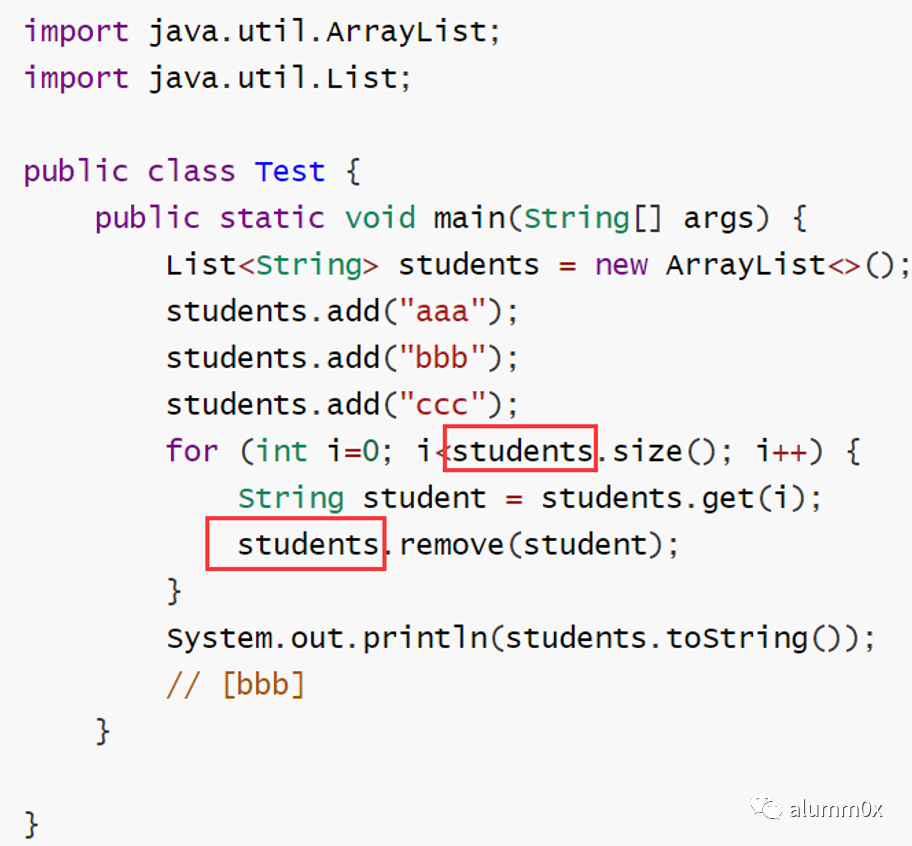 import java.util.ArrayList;
import java.util.List;
public class Test {
    public static void main(String[] args) {
        List<String> students = new ArrayList<>();
        students.add("aaa");
        students.add("bbb");
        students.add("ccc");
        for (int i=0; i<students.size(); i++) {
            String student = students.get(i);
            students.remove(student);
        }
        System.out.println(students.toString());
        // [bbb]
    }
}
alumm0x